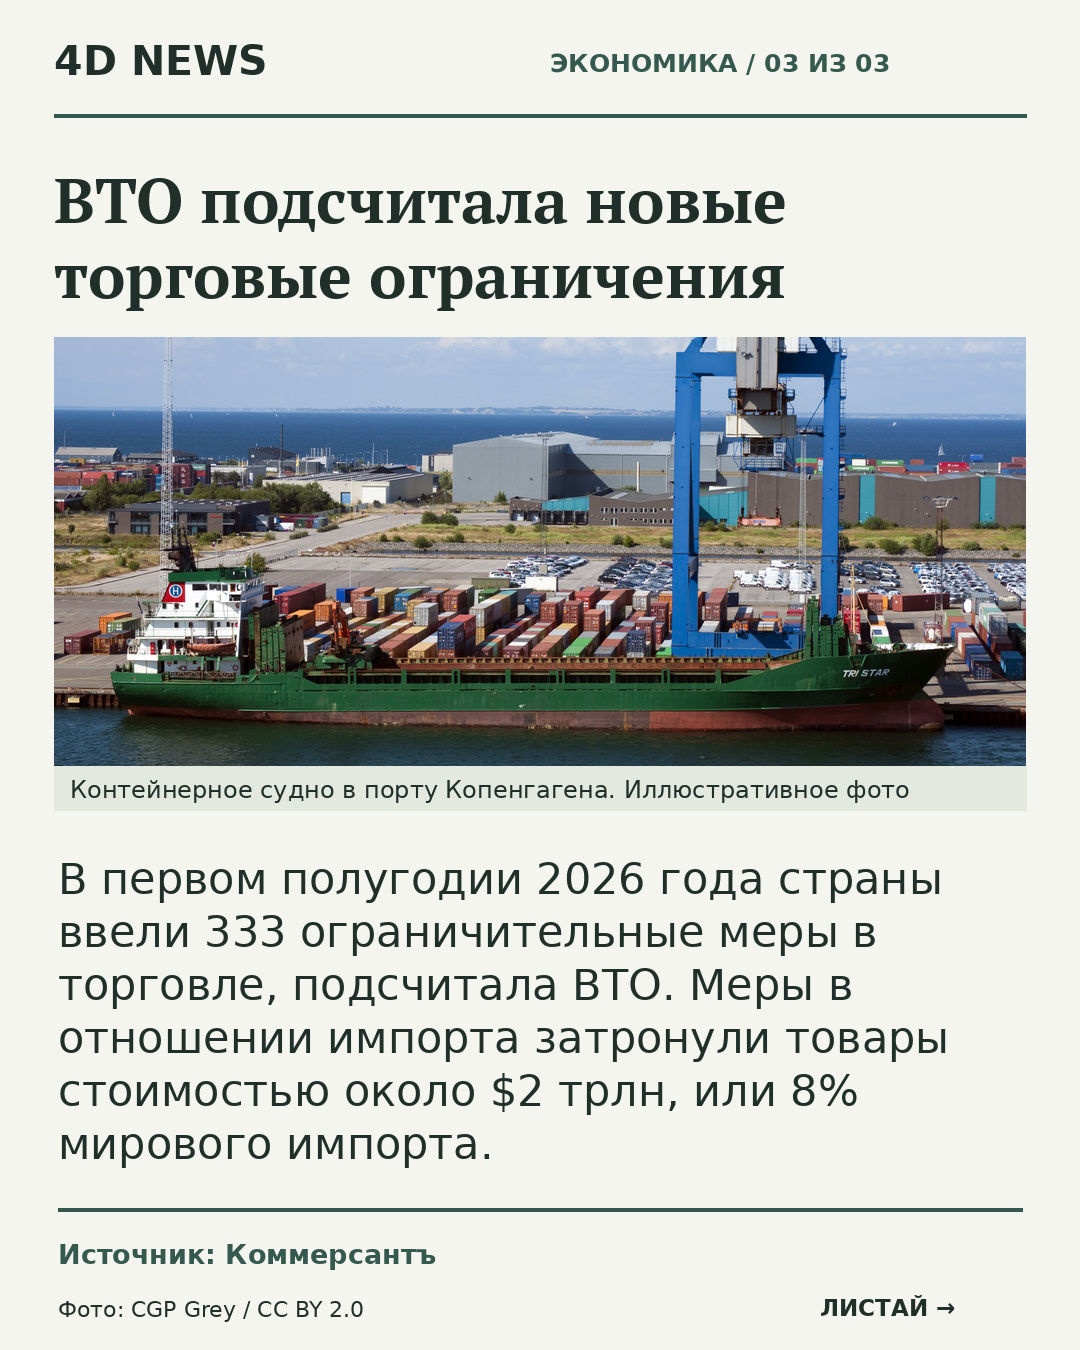 4D NEWS
ЭКОНОМИКА / 03 ИЗ 03
ВТО подсчитала новые
торговые ограничения
H
TRI STAR
Контейнерное судно в порту Копенгагена. Иллюстративное фото
В первом полугодии 2026 года страны
ввели 333 ограничительные меры в
торговле, подсчитала ВТО. Меры в
отношении импорта затронули товары
стоимостью около $2 трлн, или 8%
мирового импорта.
Источник: Коммерсантъ
Фото: CGP Grey / CC BY 2.0
ЛИСТАЙ →